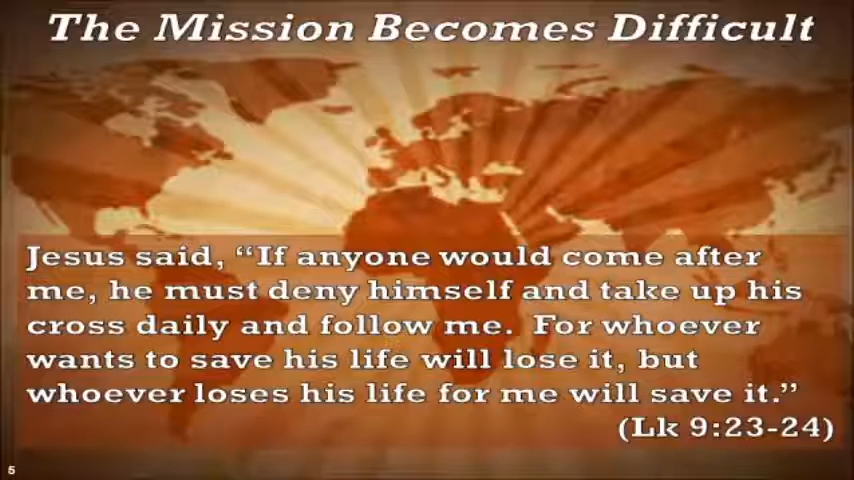 The Mission Becomes Difficult
Jesus said, “If anyone would come after
me, he must deny himself and take up his
cross daily and follow me.  For whoever
wants to save his life will lose it, but
whoever loses his life for me will save it.”
(Lk 9:23-24)
5